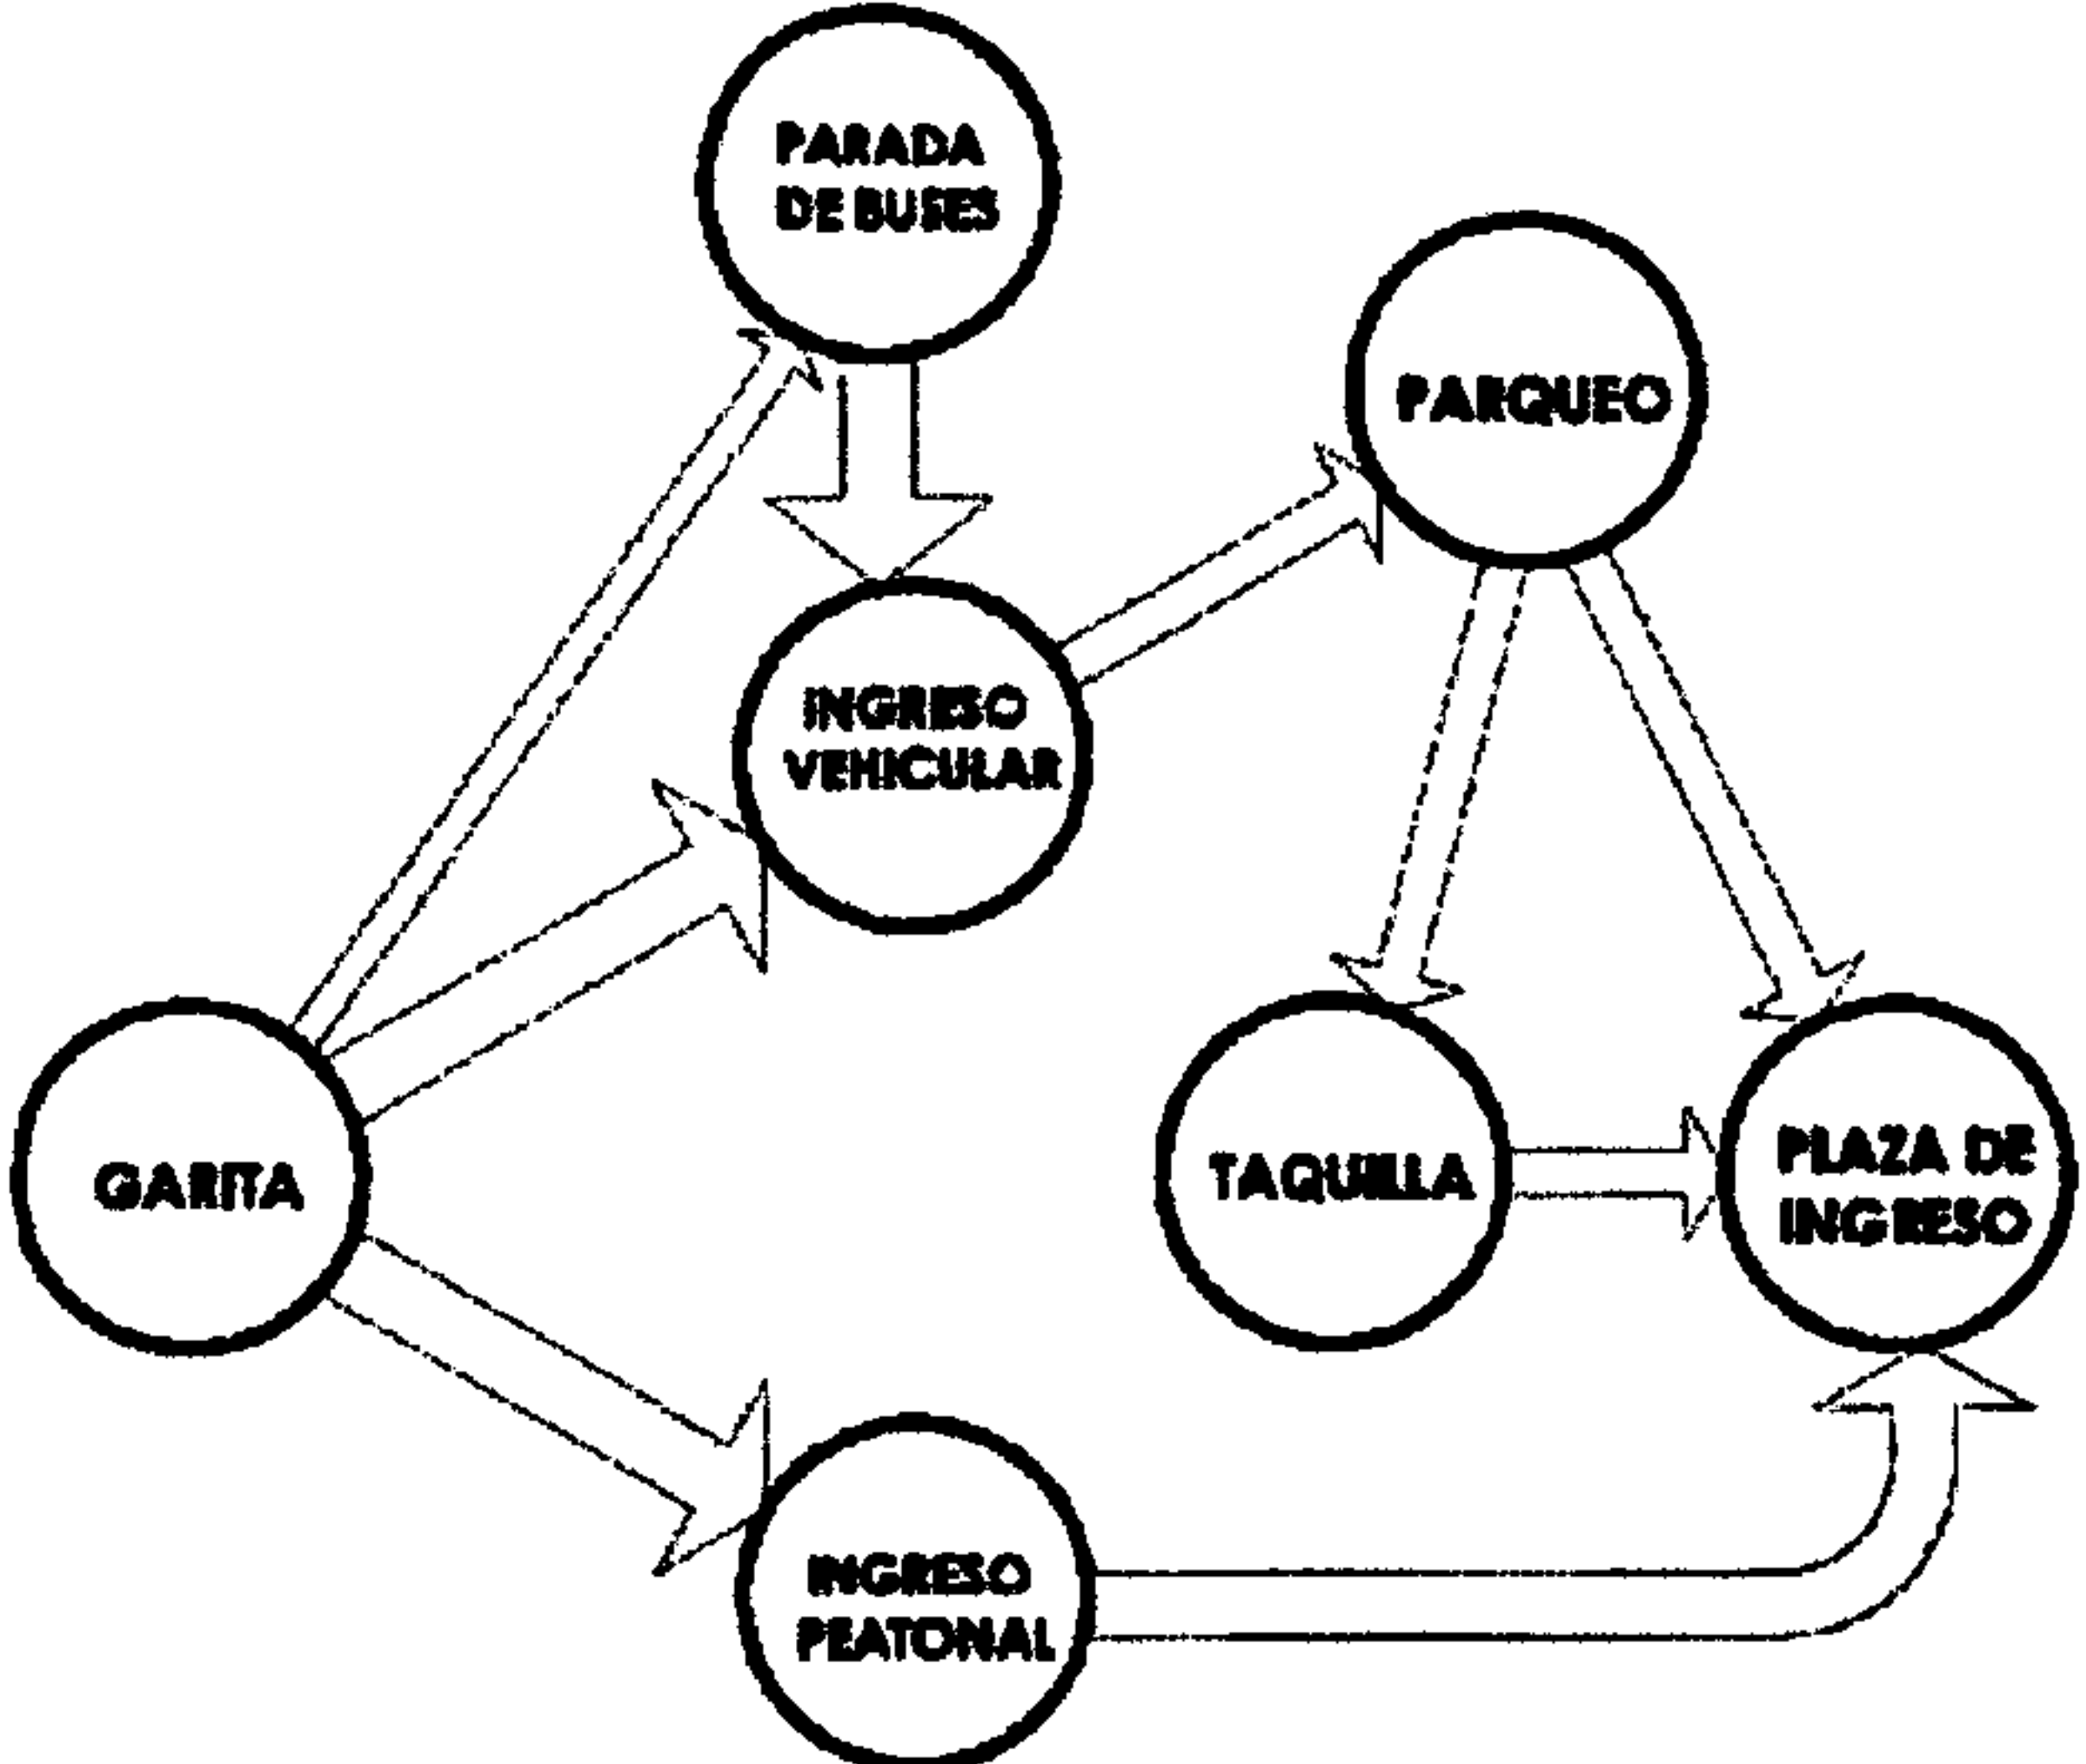 PARADA
DE BUSES
PARQUEO
INGRESO
VEHICULAR
GARITA
TAQUILLA
PLAZA DE
INGRESO
INGRESO
PEATONAL